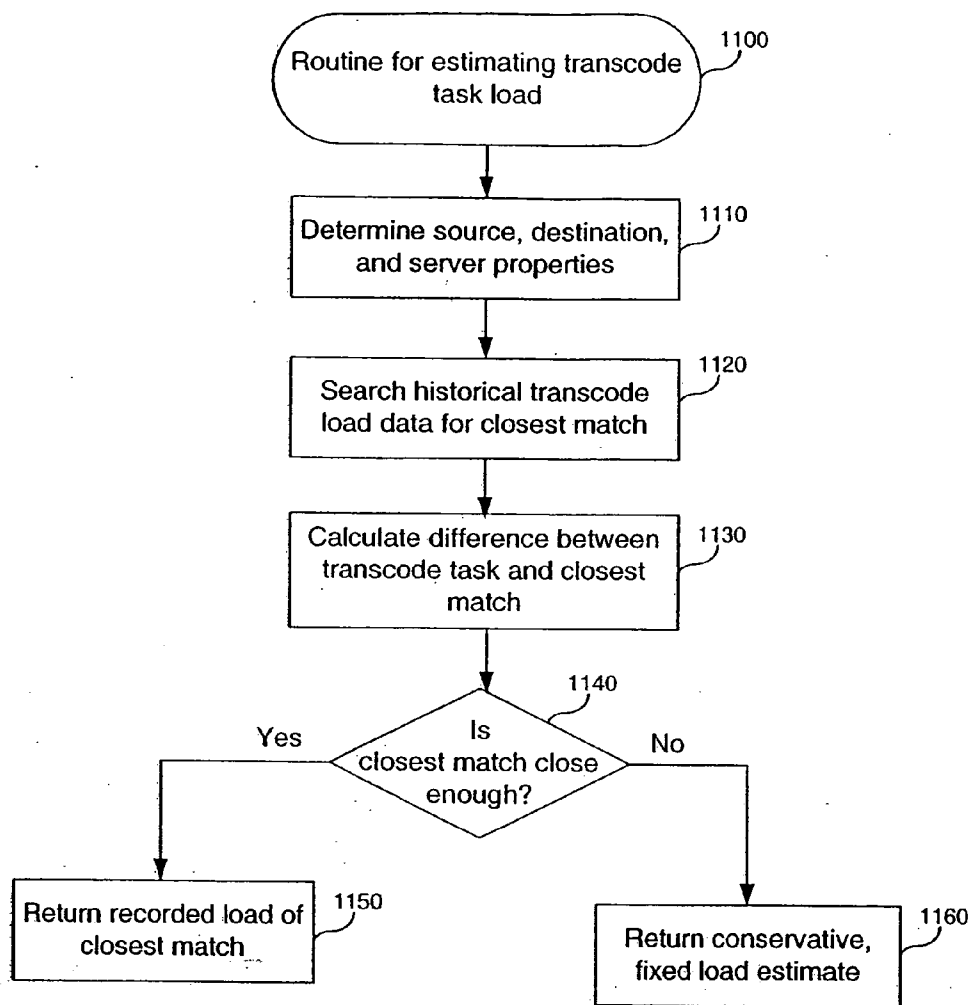 1100
Routine for estimating transcode
task load
1110
Determine source, destination,
and server properties
1120
Search historical transcode
load data for closest match
1130
Calculate difference between
transcode task and closest
match
1140
Is
closest match close
enough?
Yes
No
1150
Return recorded load of
closest match
1160
Return conservative,
fixed load estimate